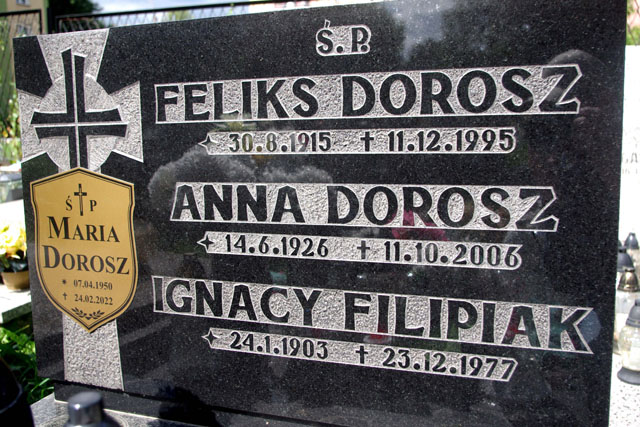 Ś. P.
FELIKS DOROSZ
30.8.1915 † 11.12.1995
ANNA DOROSZ
14.6.1926 † 11.10.2006
IGNACY FILIPIAK
24.1.1903 † 23.12.1977
Ś † P
MARIA
DOROSZ
* 07.04.1950
† 24.02.2022